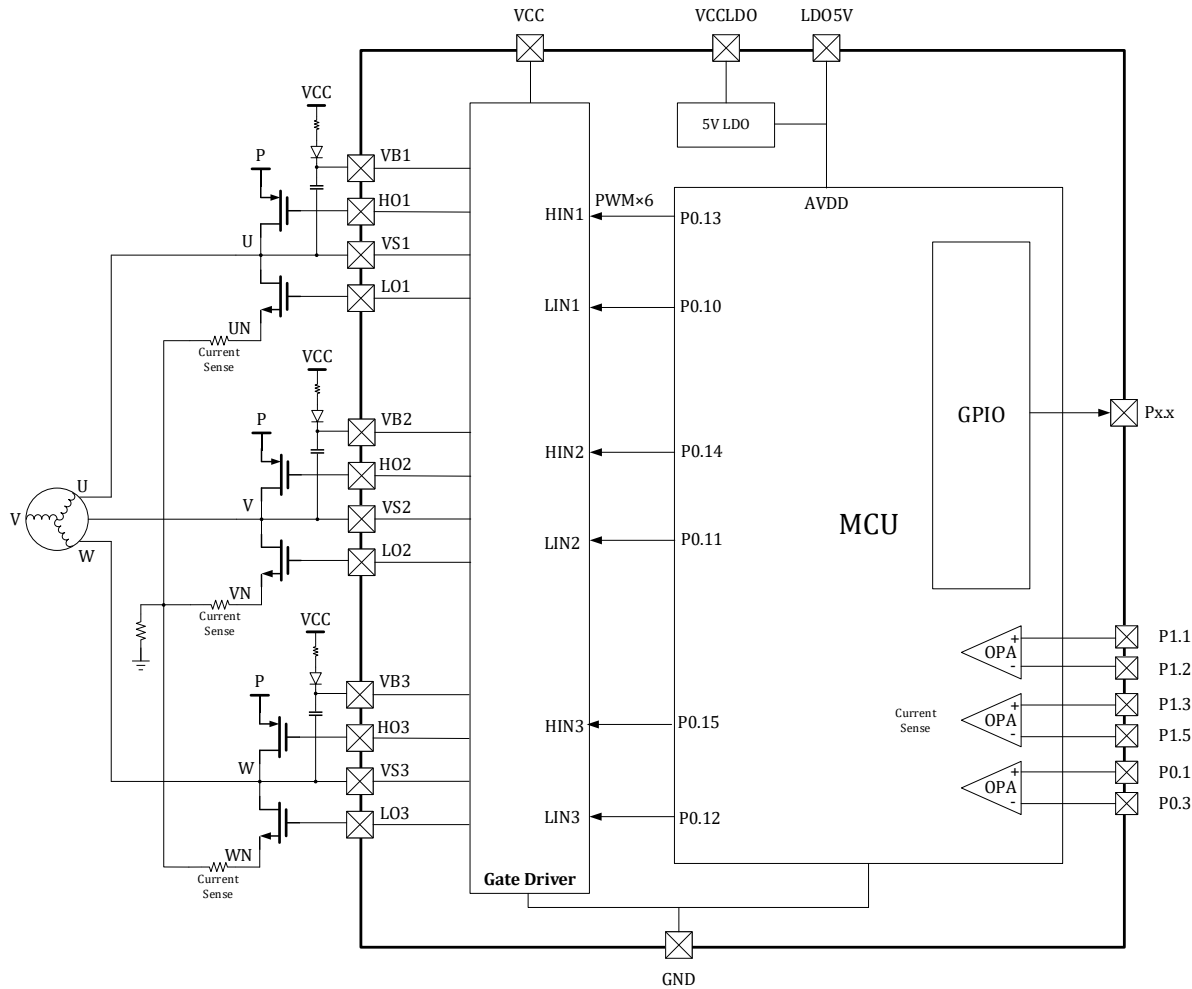 VCC
VCCLDO
LDO5V
VCC
5V LDO
VB1
P
HO1
HIN1
PWM×6
P0.13
AVDD
U
VS1
LO1
LIN1
P0.10
UN
Current
Sense
VCC
VB2
P
HO2
HIN2
P0.14
GPIO
Px.x
U
V
V
VS2
MCU
W
LO2
LIN2
P0.11
VN
Current
Sense
VCC
OPA
+
-
P1.1
P1.2
P
VB3
HO3
HIN3
P0.15
Current
Sense
OPA
+
-
P1.3
P1.5
W
VS3
OPA
+
-
P0.1
P0.3
LO3
LIN3
P0.12
WN
Current
Sense
Gate Driver
GND